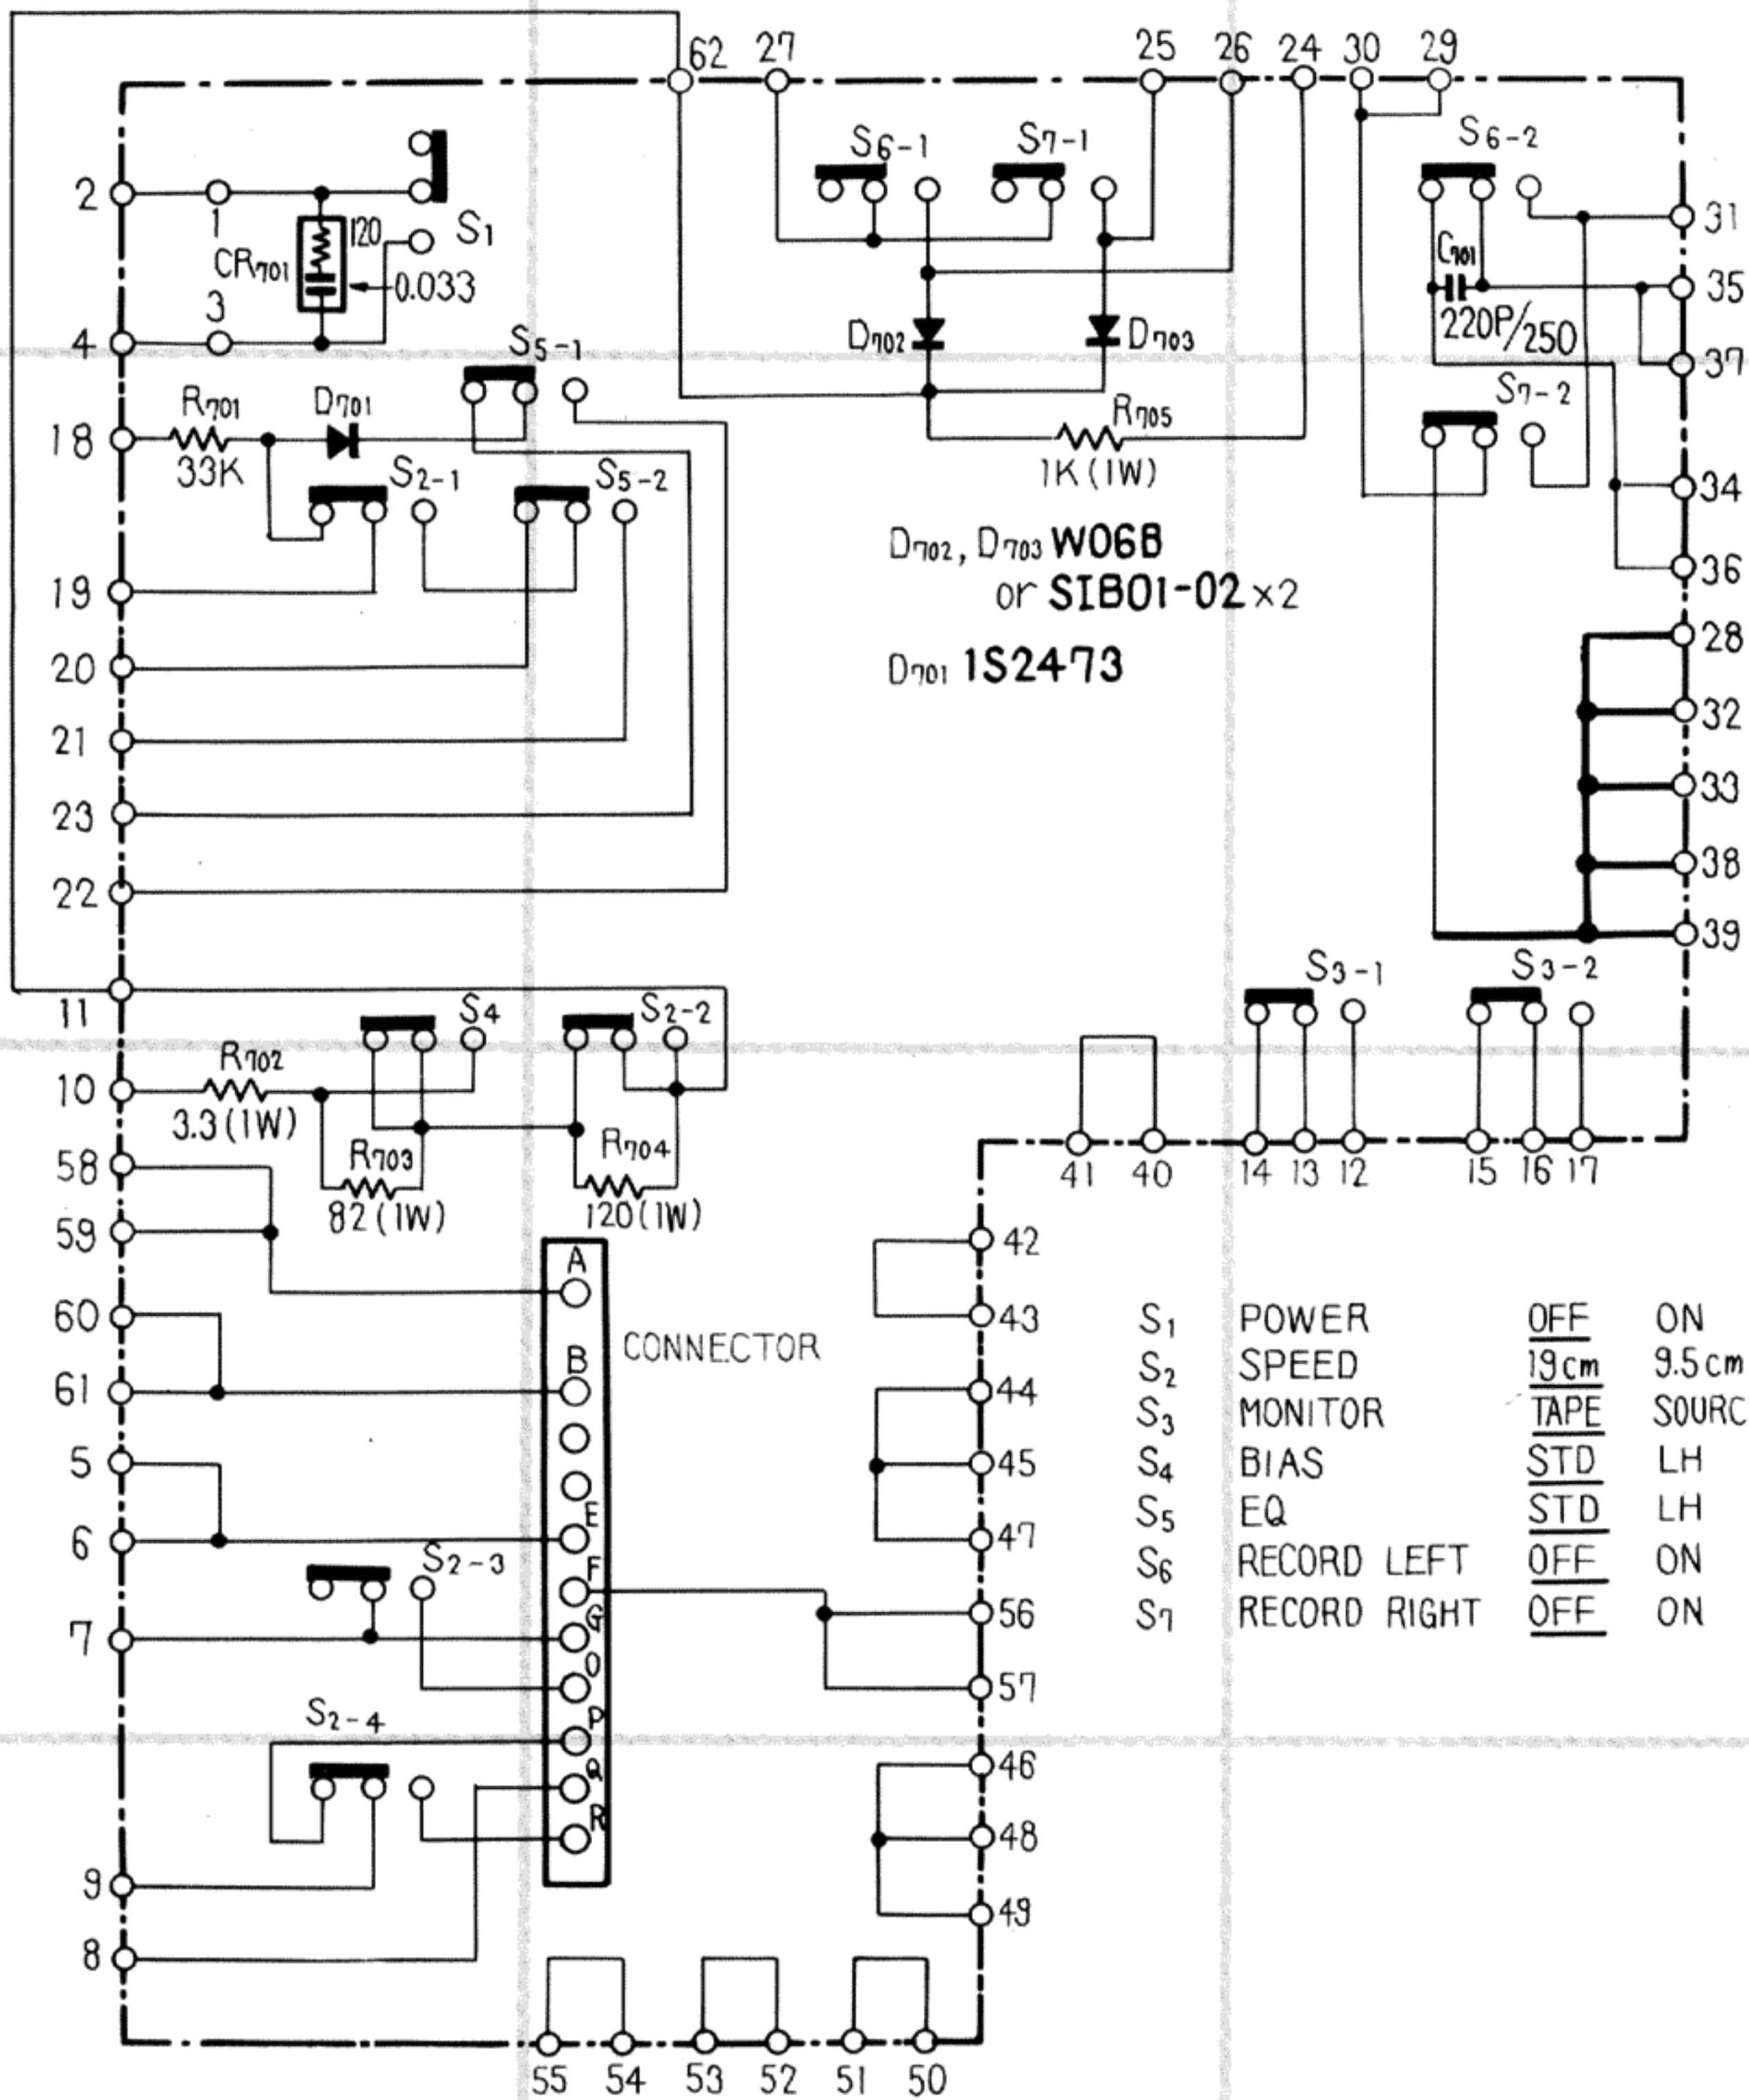 62 27 25 26 24 30 29
S6-1 S7-1 S6-2
2 1 120 S1 31
CR701 0.033
3 C701 35
4 S5-1 D702 D703 220P/250 37
R701 D701 R705 S7-2
18 33K S2-1 S5-2 1K(1W) 34
D702, D703 W06B
19 or SIB01-02×2 36
20 D701 1S2473 28
21 32
23 33
22 38
39
11 S4 S2-2 S3-1 S3-2
R702
10 3.3(1W)
R703 R704
58 82(1W) 120(1W) 41 40 14 13 12 15 16 17
59 A 42
60 43
CONNECTOR
61 B 44
5 45
6 E 47
S2-3 F 56
7 G
O 57
S2-4 P 46
Q
R 48
9 49
8
55 54 53 52 51 50
S1 POWER OFF ON
S2 SPEED 19cm 9.5cm
S3 MONITOR TAPE SOURC
S4 BIAS STD LH
S5 EQ STD LH
S6 RECORD LEFT OFF ON
S7 RECORD RIGHT OFF ON